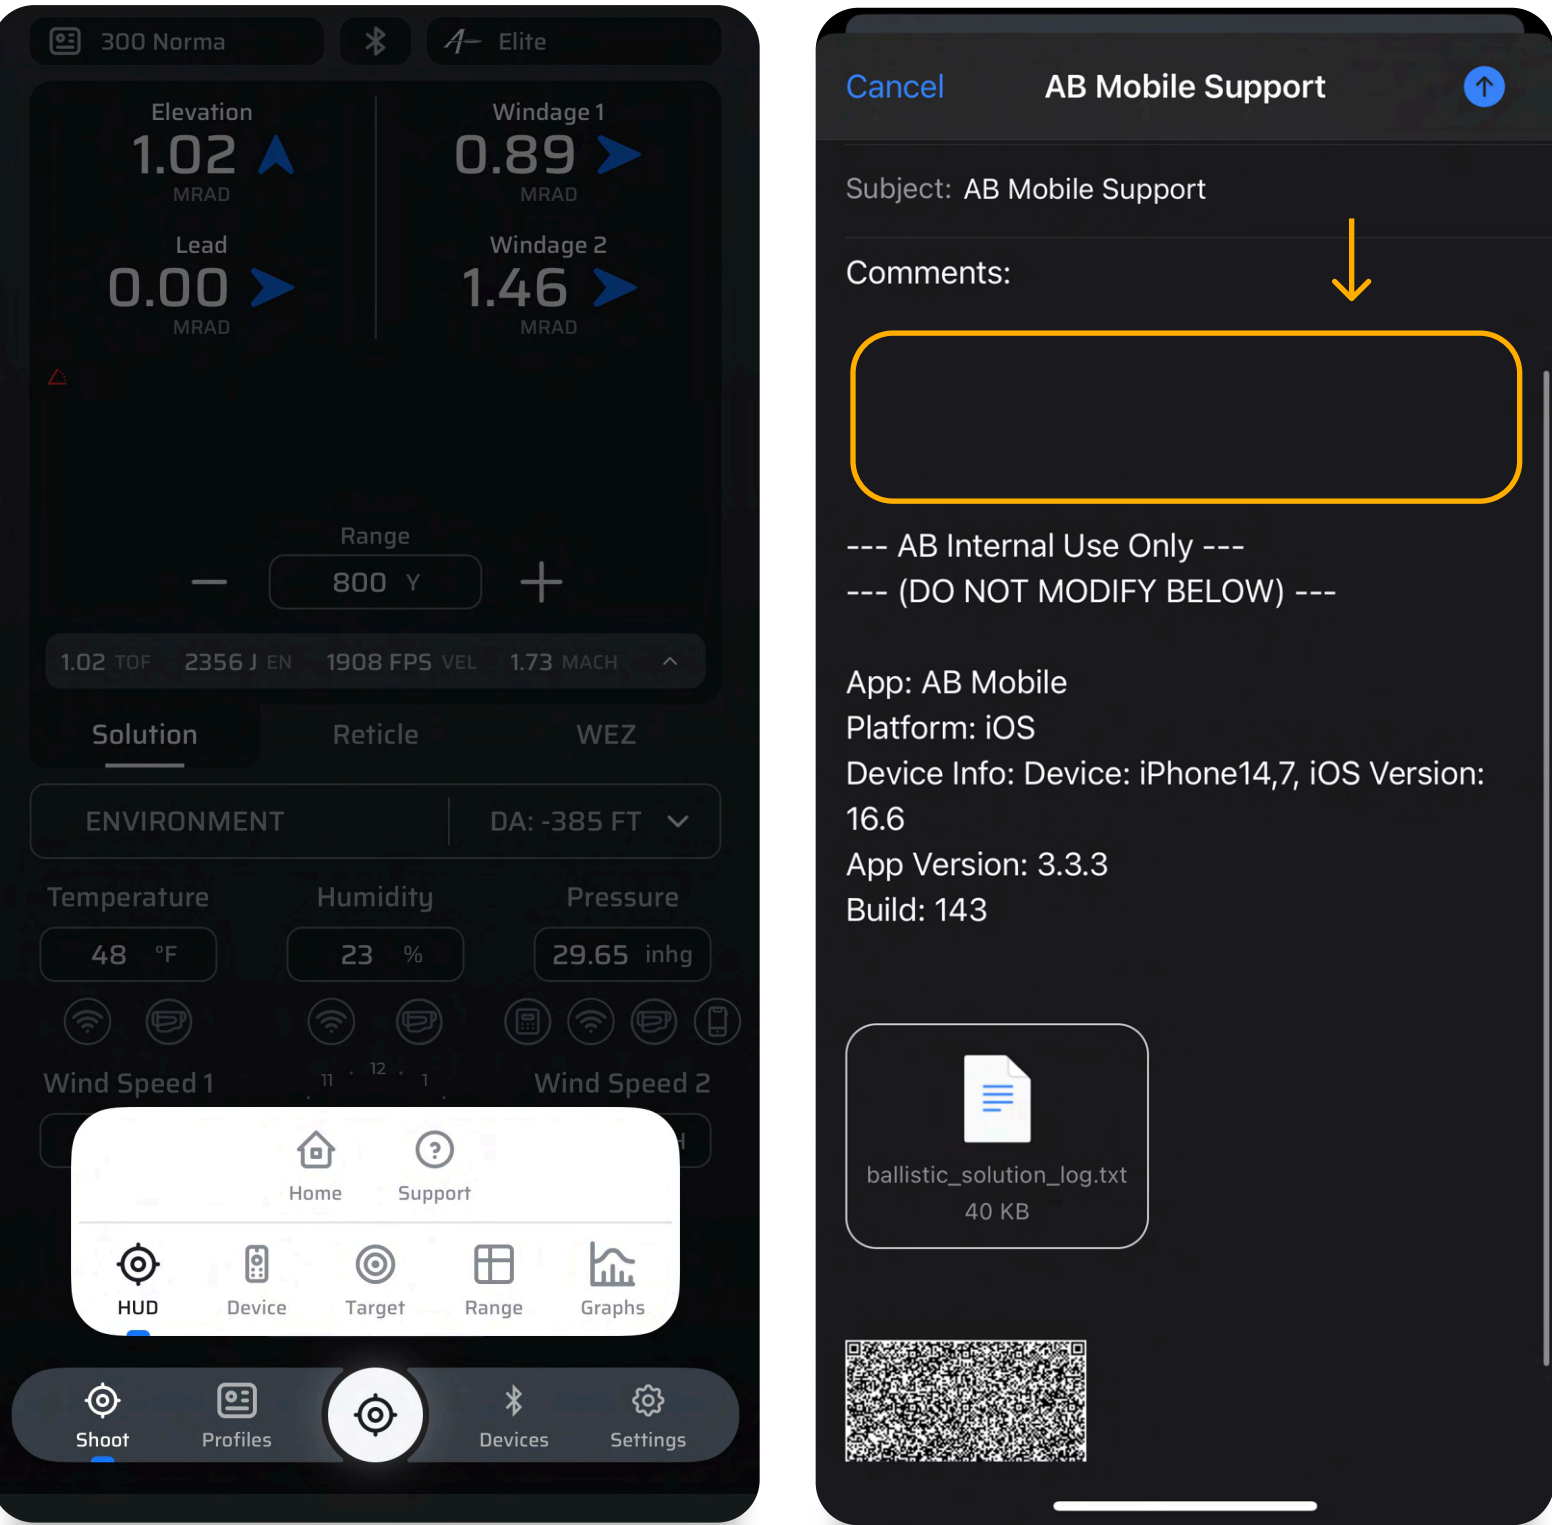 300 Norma
Elite
Elevation
1.02
MRAD
Windage 1
0.89
MRAD
Lead
0.00
MRAD
Windage 2
1.46
MRAD
Range
800 Y
1.02 TOF 2356 J EN 1908 FPS VEL 1.73 MACH
Solution Reticle WEZ
ENVIRONMENT DA: -385 FT
Temperature Humidity Pressure
48 °F 23 % 29.65 inhg
11 12 1
Wind Speed 1 Wind Speed 2
Home Support
HUD Device Target Range Graphs
Shoot Profiles Devices Settings
Cancel AB Mobile Support
Subject: AB Mobile Support
Comments:
--- AB Internal Use Only ---
--- (DO NOT MODIFY BELOW) ---
App: AB Mobile
Platform: iOS
Device Info: Device: iPhone14,7, iOS Version:
16.6
App Version: 3.3.3
Build: 143
ballistic_solution_log.txt
40 KB